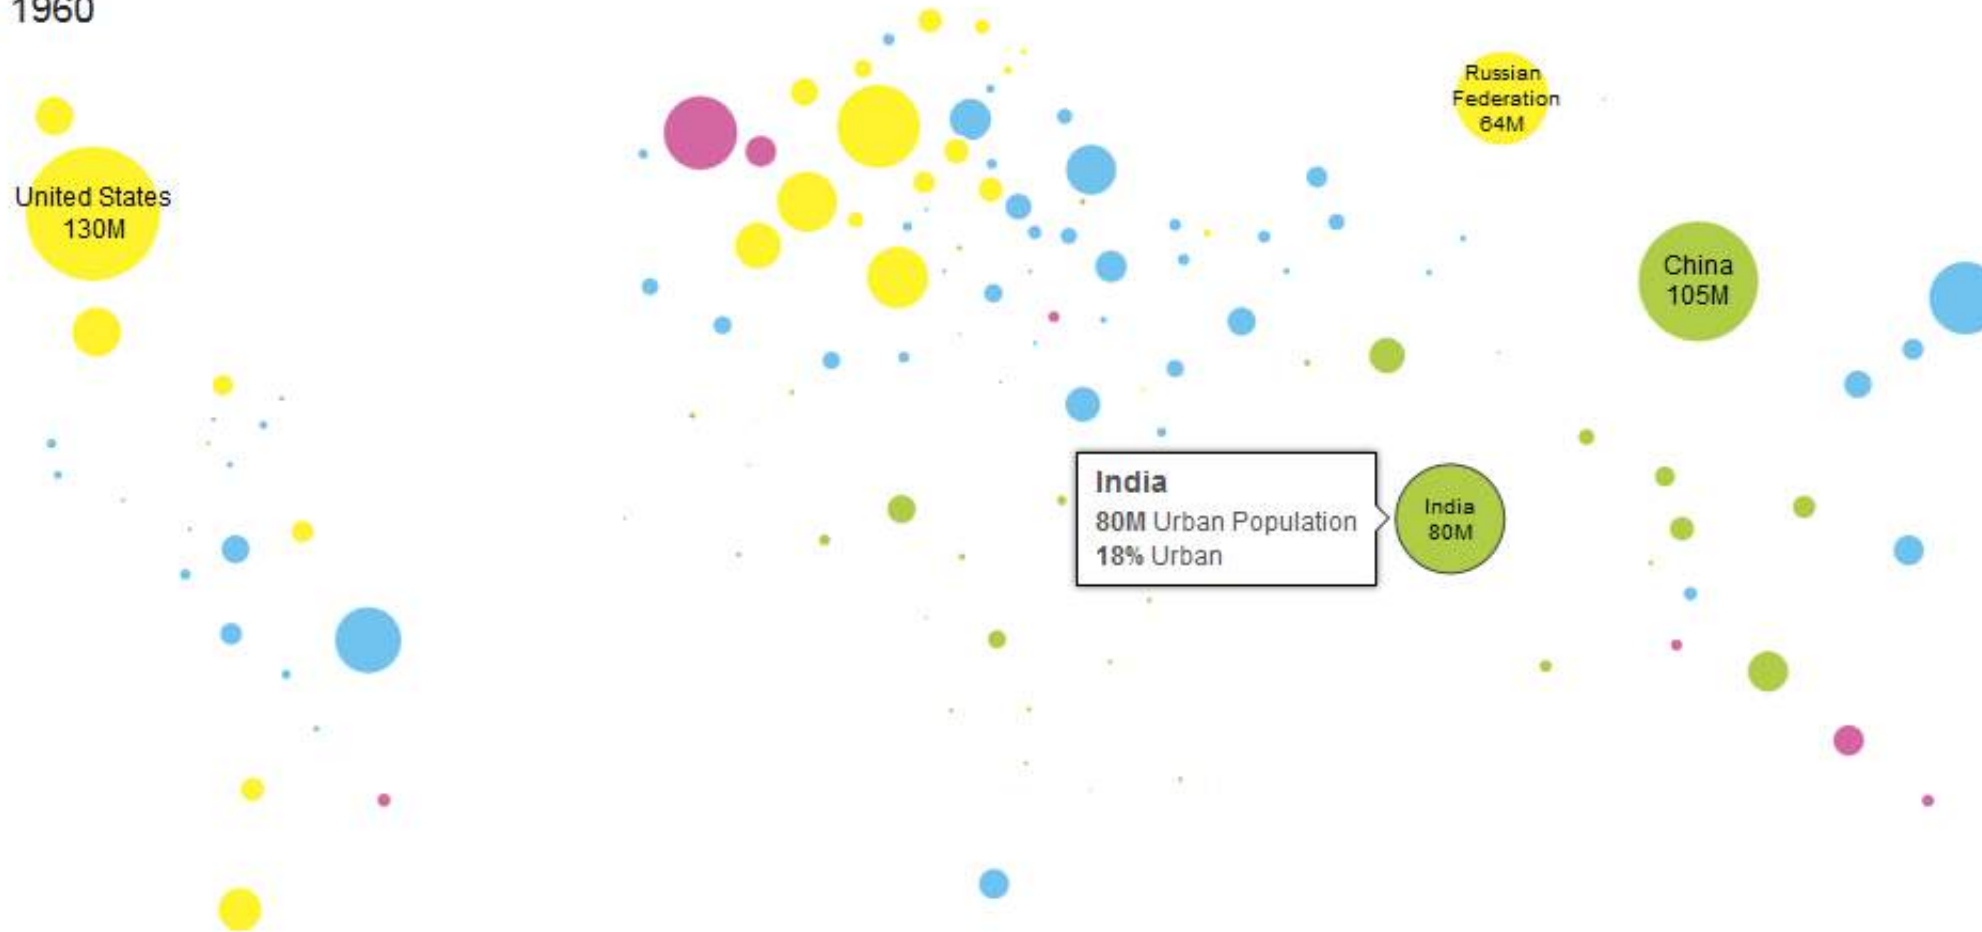 1960
Russian
Federation
64M
United States
130M
China
105M
India
80M Urban Population
18% Urban
India
80M